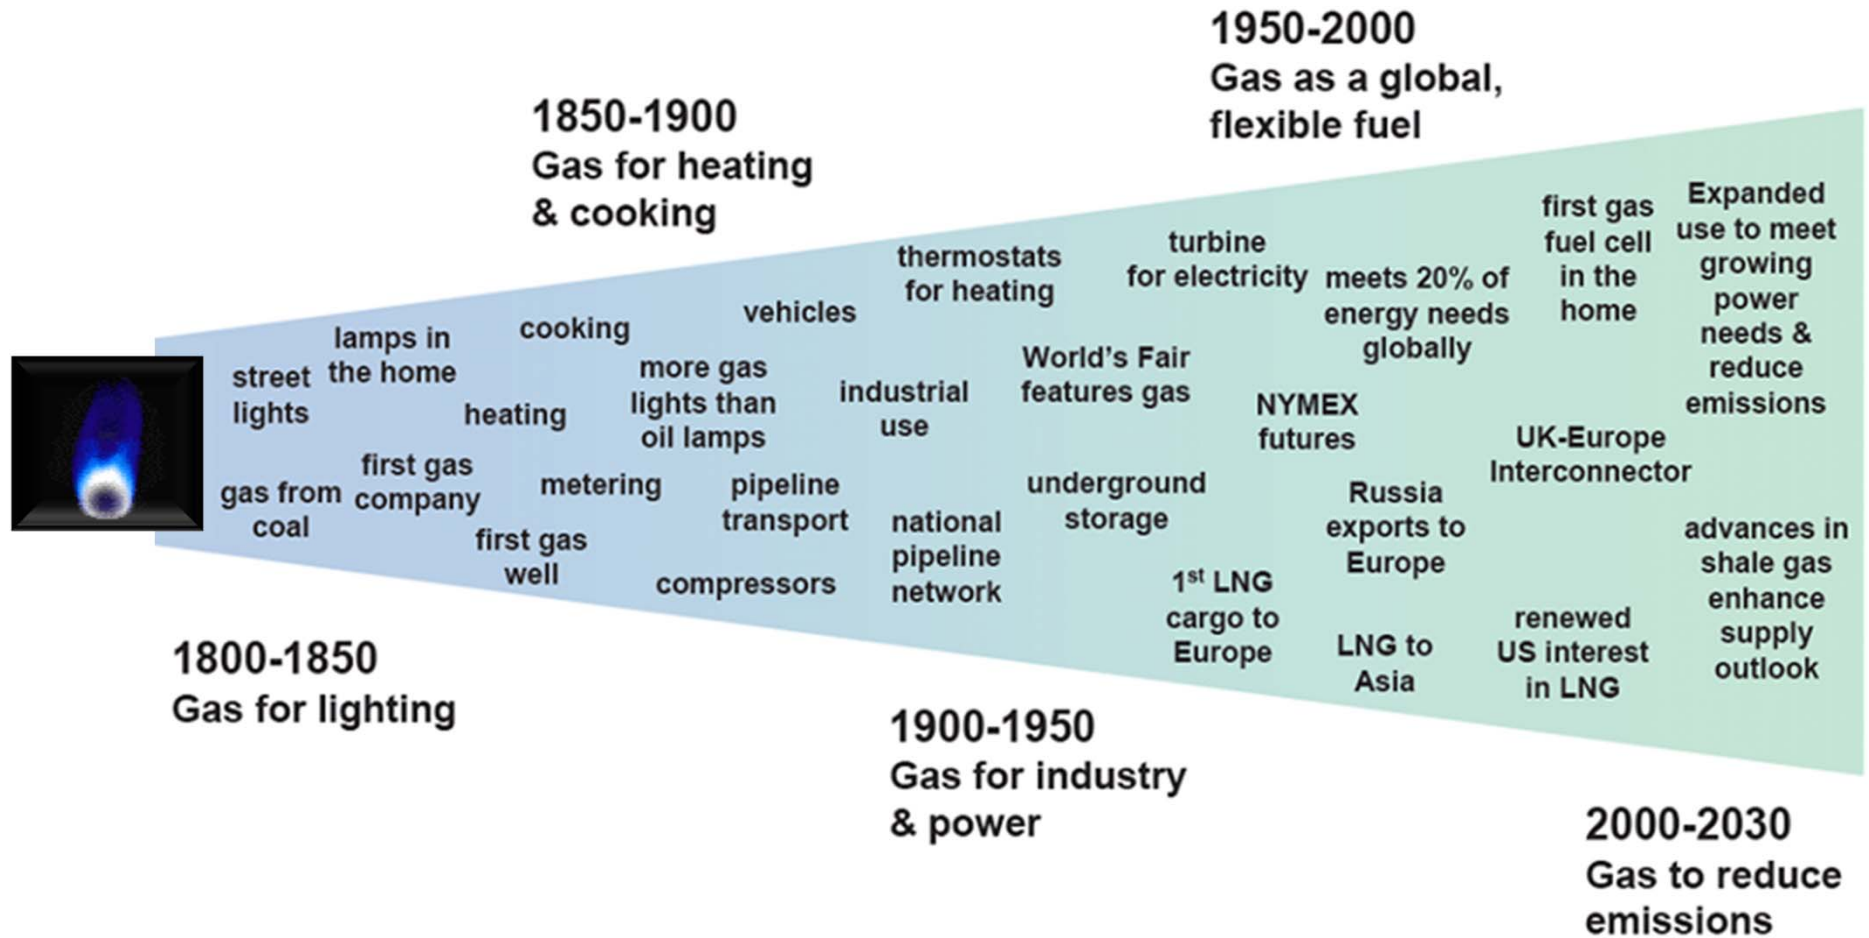 1950-2000
Gas as a global,
flexible fuel
1850-1900
Gas for heating
& cooking
street
lights
lamps in
the home
gas from
coal
first gas
company
cooking
heating
first gas
well
metering
more gas
lights than
oil lamps
vehicles
pipeline
transport
compressors
industrial
use
thermostats
for heating
national
pipeline
network
World’s Fair
features gas
underground
storage
turbine
for electricity
1st LNG
cargo to
Europe
NYMEX
futures
meets 20% of
energy needs
globally
Russia
exports to
Europe
LNG to
Asia
first gas
fuel cell
in the
home
UK-Europe
Interconnector
renewed
US interest
in LNG
Expanded
use to meet
growing
power
needs &
reduce
emissions
advances in
shale gas
enhance
supply
outlook
1800-1850
Gas for lighting
1900-1950
Gas for industry
& power
2000-2030
Gas to reduce
emissions